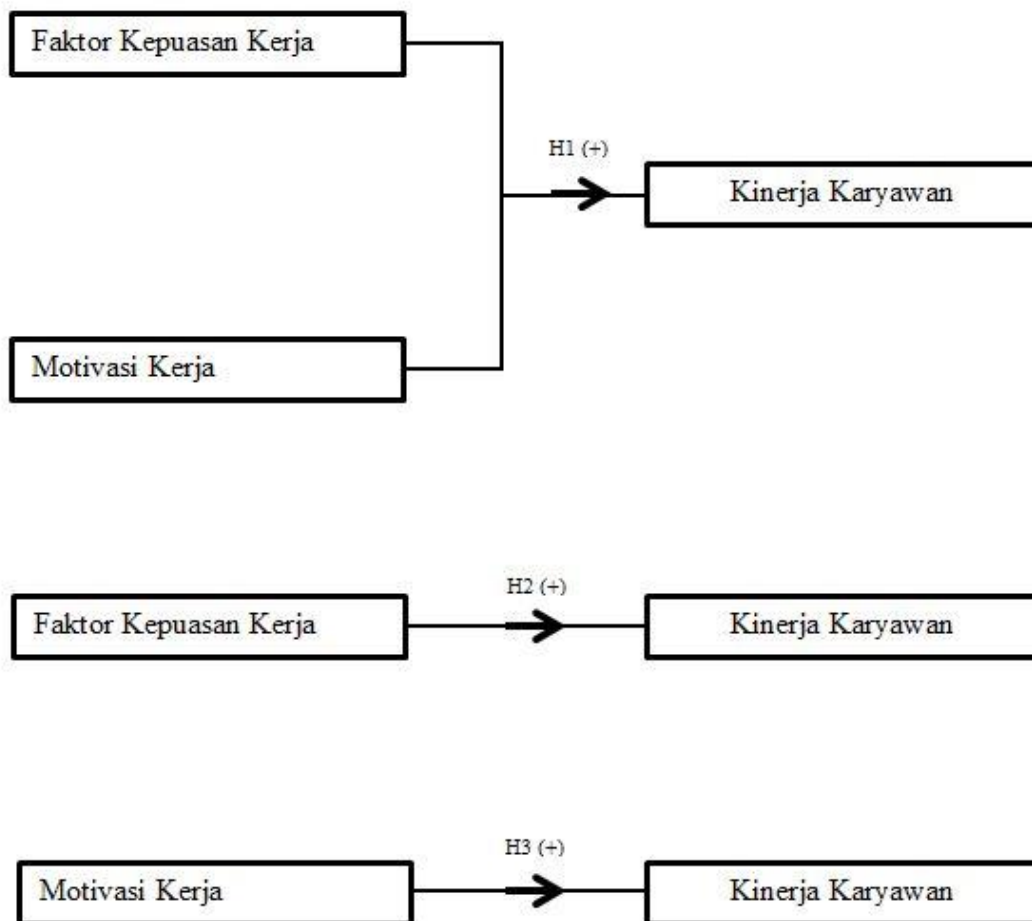 Faktor Kepuasan Kerja
H1 (+)
Kinerja Karyawan
Motivasi Kerja
H2 (+)
Faktor Kepuasan Kerja
Kinerja Karyawan
H3 (+)
Motivasi Kerja
Kinerja Karyawan